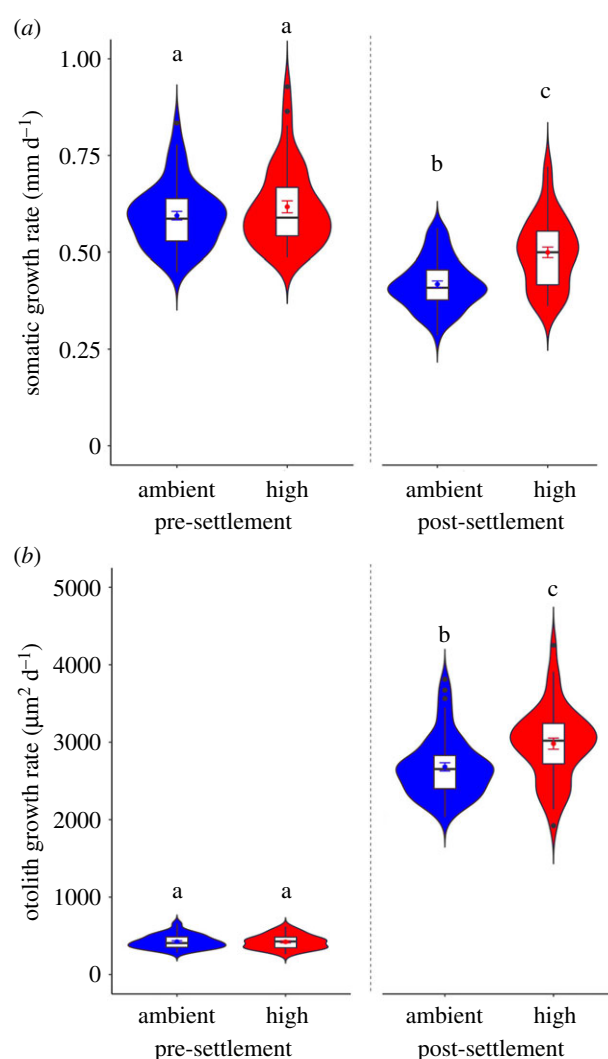 (a)
a
a
1.00
c
b
0.75
0.50
0.25
0
somatic growth rate (mm d⁻¹)
ambient high ambient high
pre-settlement post-settlement
(b)
5000
c
b
4000
3000
2000
1000
a a
0
otolith growth rate (µm² d⁻¹)
ambient high ambient high
pre-settlement post-settlement